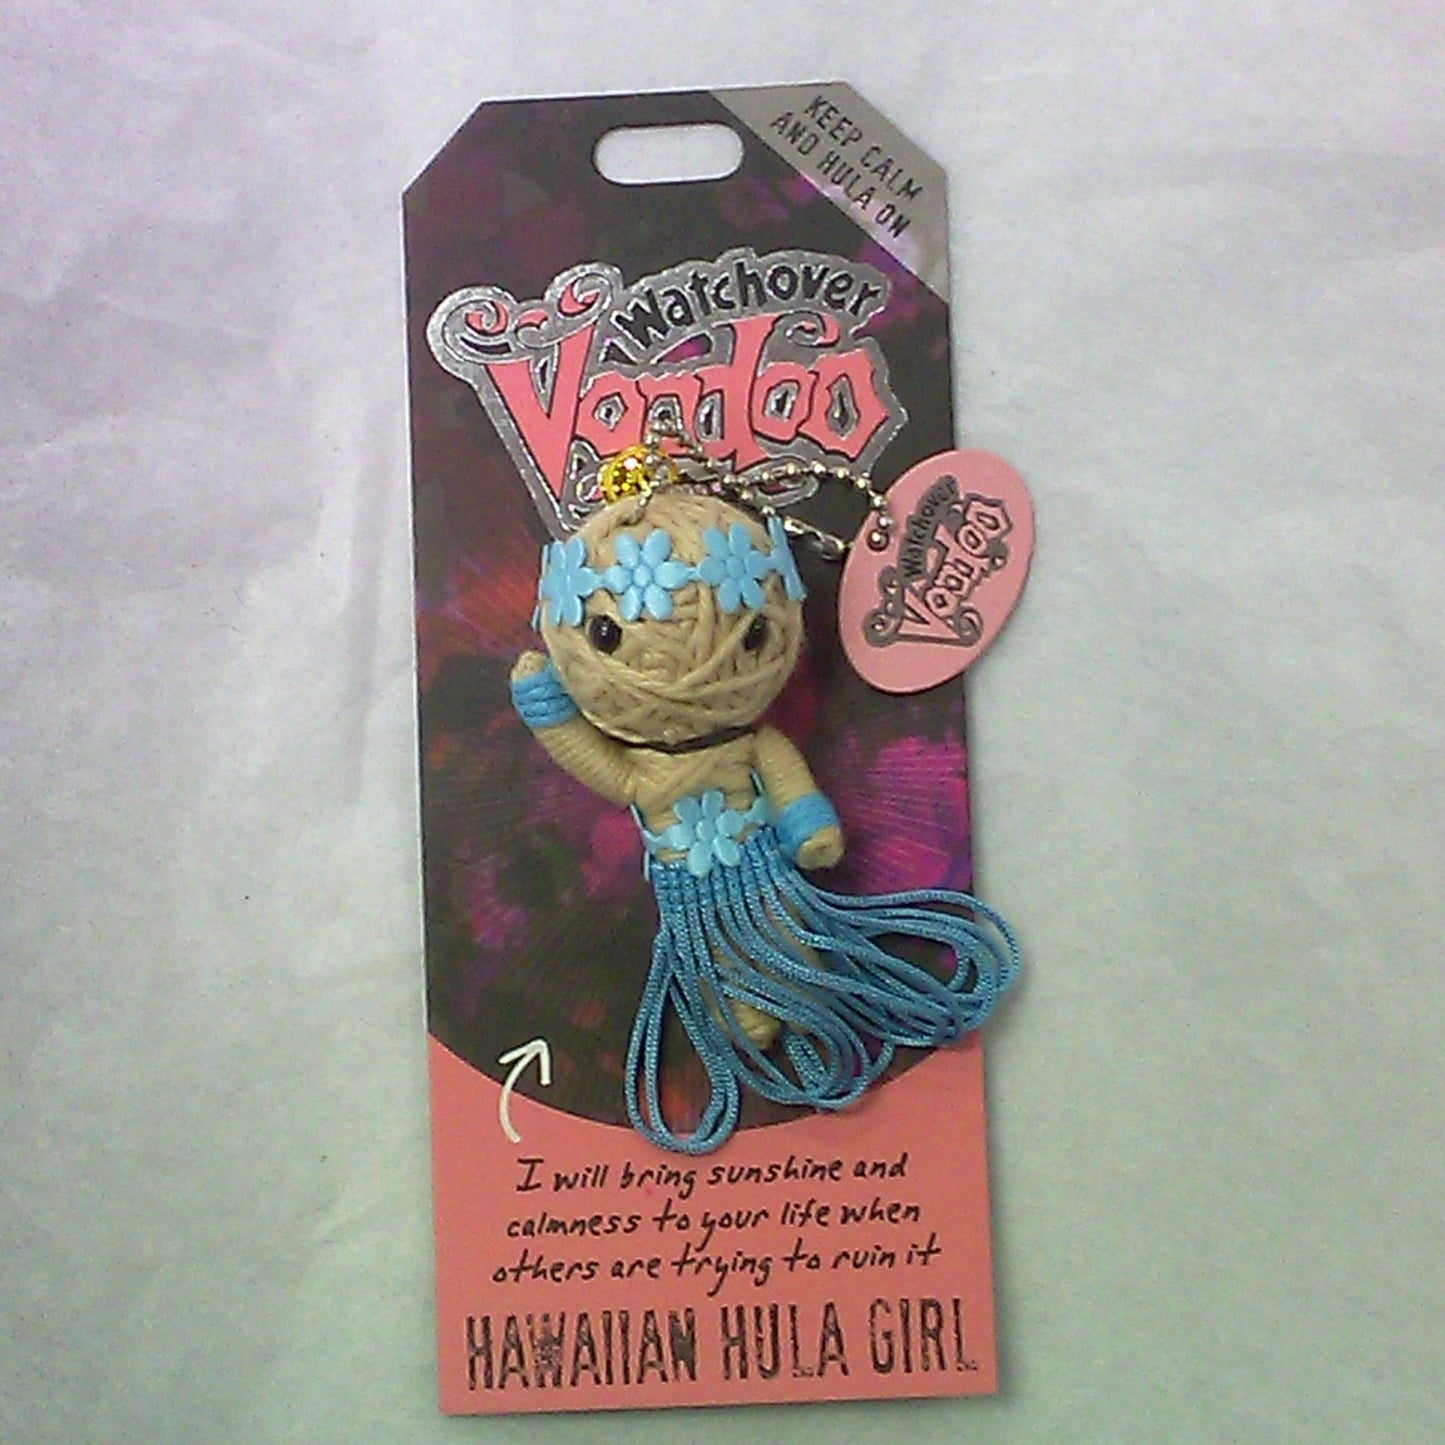 KEEP CALM
AND HULA ON
Watchover
Voodoo
Watchover
Voodoo
I will bring sunshine and
calmness to your life when
others are trying to ruin it
HAWAIIAN HULA GIRL